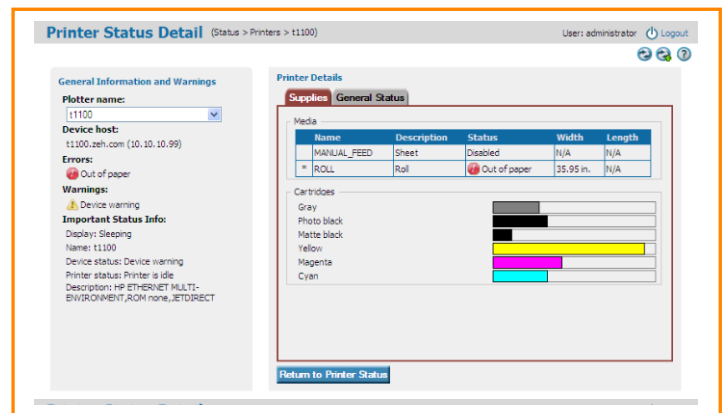 Printer Status Detail (Status > Printers > t1100) User: administrator Logout
General Information and Warnings
Plotter name:
t1100
Device host:
t1100.zeh.com (10.10.10.99)
Errors:
Out of paper
Warnings:
Device warning
Important Status Info:
Display: Sleeping
Name: t1100
Device status: Device warning
Printer status: Printer is idle
Description: HP ETHERNET MULTI-
ENVIRONMENT,ROM none,JETDIRECT
Printer Details
Supplies General Status
Media
Name Description Status Width Length
MANUAL_FEED Sheet Disabled N/A N/A
* ROLL Roll Out of paper 35.95 in. N/A
Cartridges
Gray
Photo black
Matte black
Yellow
Magenta
Cyan
Return to Printer Status